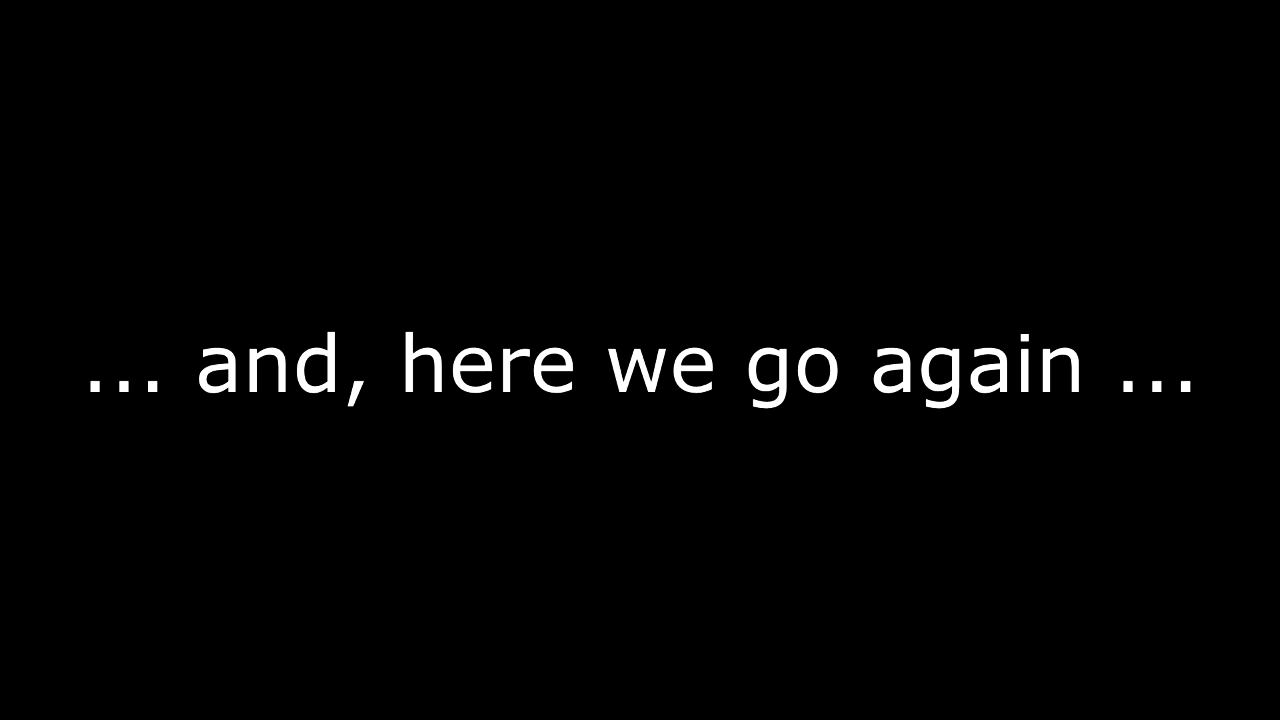 ... and, here we go again ...